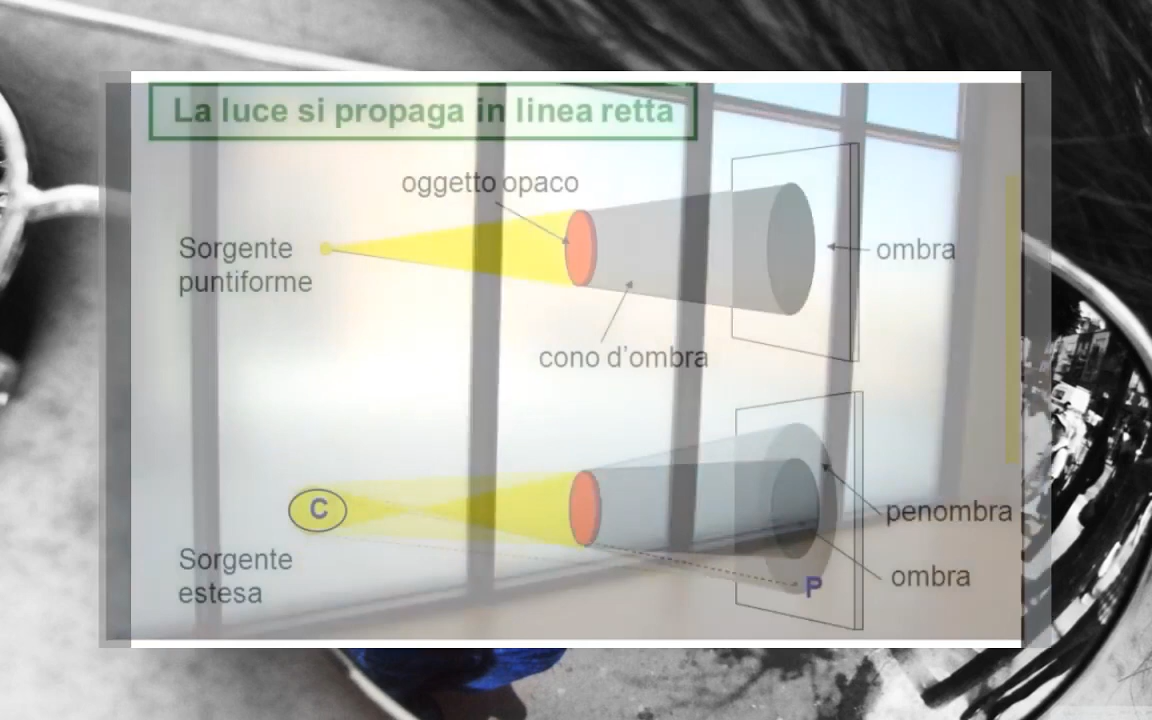 La luce si propaga in linea retta
oggetto opaco
Sorgente
puntiforme
ombra
cono d'ombra
C
penombra
Sorgente
estesa
ombra
P